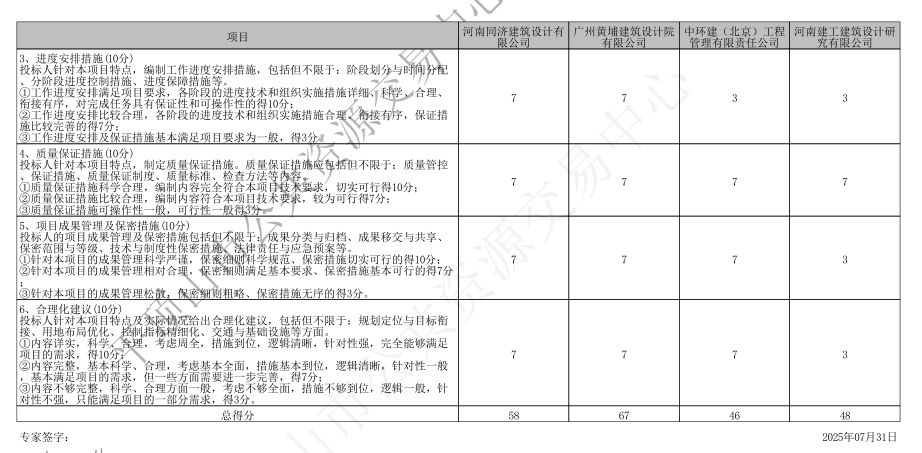 项目
河南同济建筑设计有限公司
广州黄埔建筑设计院有限公司
中环建（北京）工程管理有限责任公司
河南建工建筑设计研究有限公司
3、进度安排措施(10分)
投标人针对本项目特点，编制工作进度安排措施，包括但不限于：阶段划分与时间分配
、分阶段进度控制措施、进度保障措施等。
①工作进度安排满足项目要求，各阶段的进度技术和组织实施措施详细、科学、合理、
衔接有序，对完成任务具有保证性和可操作性的得10分；
②工作进度安排比较合理，各阶段的进度技术和组织实施措施合理、衔接有序，保证措
施比较完善的得7分；
③工作进度安排及保证措施基本满足项目要求为一般，得3分。
7 7 3 3
4、质量保证措施(10分)
投标人针对本项目特点，制定质量保证措施。质量保证措施应包括但不限于：质量管控
、保证措施、质量保证制度、质量标准、检查方法等内容。
①质量保证措施科学合理，编制内容完全符合本项目技术要求，切实可行得10分；
②质量保证措施比较合理，编制内容符合本项目技术要求，较为可行得7分；
③质量保证措施可操作性一般，可行性一般得3分。
7 7 7 7
5、项目成果管理及保密措施(10分)
投标人的项目成果管理及保密措施包括但不限于：成果分类与归档、成果移交与共享、
保密范围与等级、技术与制度性保密措施、法律责任与应急预案等。
①针对本项目的成果管理科学严谨，保密细则科学规范、保密措施切实可行的得10分；
②针对本项目的成果管理相对合理，保密细则满足基本要求、保密措施基本可行的得7分
；
③针对本项目的成果管理松散，保密细则粗略、保密措施无序的得3分。
7 7 7 3
6、合理化建议(10分)
投标人针对本项目特点及实际情况给出合理化建议，包括但不限于：规划定位与目标衔
接、用地布局优化、控制指标精细化、交通与基础设施等方面。
①内容详实，科学、合理，考虑周全，措施到位，逻辑清晰，针对性强，完全能够满足
项目的需求，得10分；
②内容完整，基本科学、合理，考虑基本全面，措施基本到位，逻辑清晰，针对性一般
，基本满足项目的需求，但一些方面需要进一步完善，得7分；
③内容不够完整，科学、合理方面一般，考虑不够全面，措施不够到位，逻辑一般，针
对性不强，只能满足项目的一部分需求，得3分。
7 7 7 3
总得分 58 67 46 48
专家签字：
2025年07月31日
平顶山市公共资源交易中心